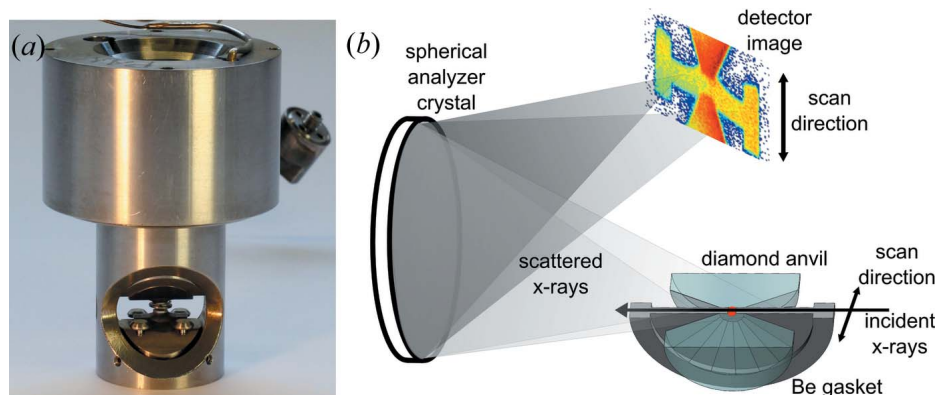 (a)
(b)
spherical
analyzer
crystal
detector
image
scan
direction
scattered
x-rays
diamond anvil
scan
direction
incident
x-rays
Be gasket